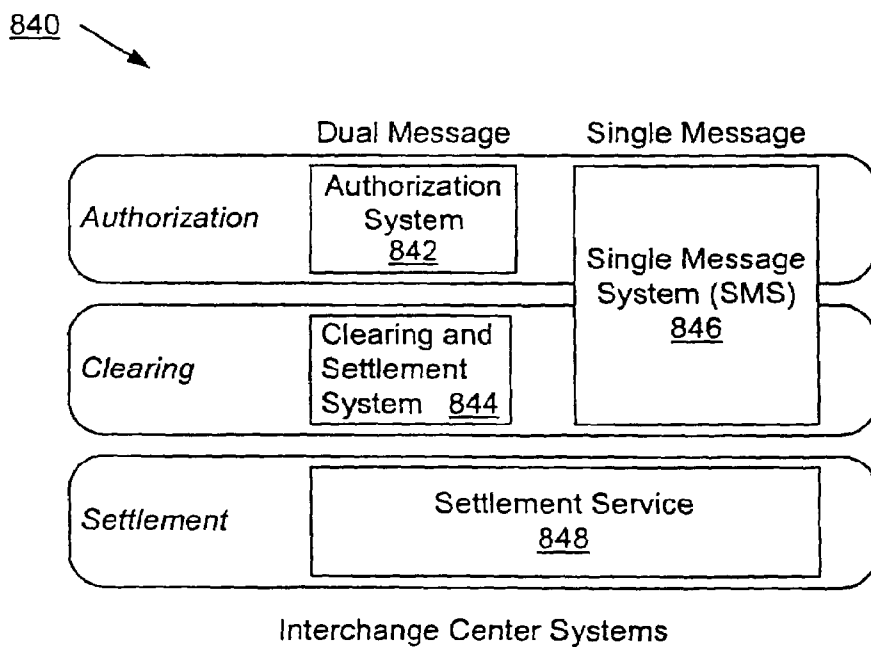 840
Dual Message Single Message
Authorization
Authorization
System
842
Single Message
System (SMS)
846
Clearing
Clearing and
Settlement
System 844
Settlement
Settlement Service
848
Interchange Center Systems